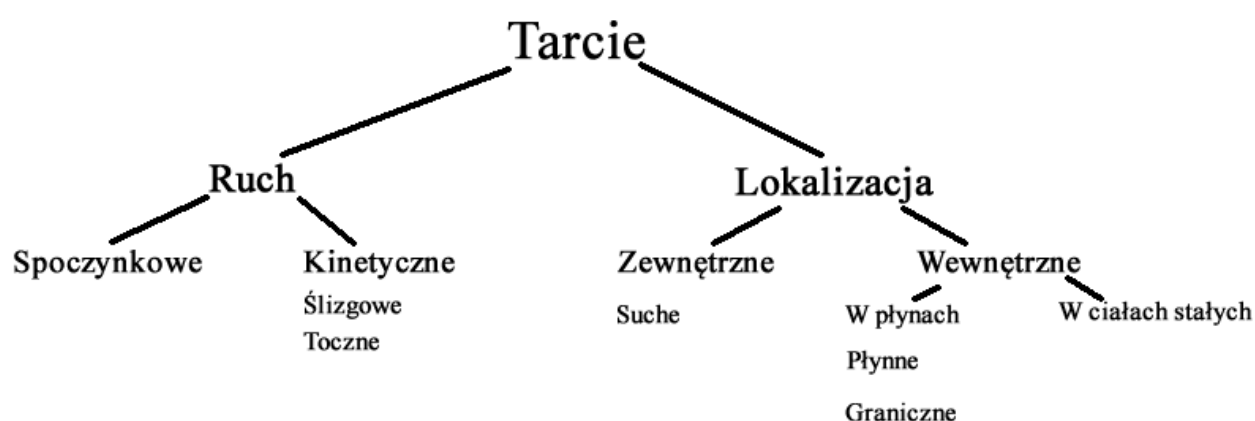 Tarcie
Ruch
Lokalizacja
Spoczynkowe
Kinetyczne
Zewnętrzne
Wewnętrzne
Ślizgowe
Toczne
Suche
W płynach
W ciałach stałych
Płynne
Graniczne